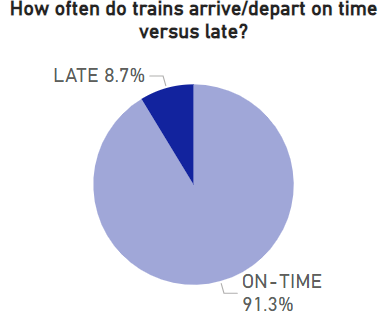 How often do trains arrive/depart on time
versus late?
LATE 8.7%
ON-TIME
91.3%